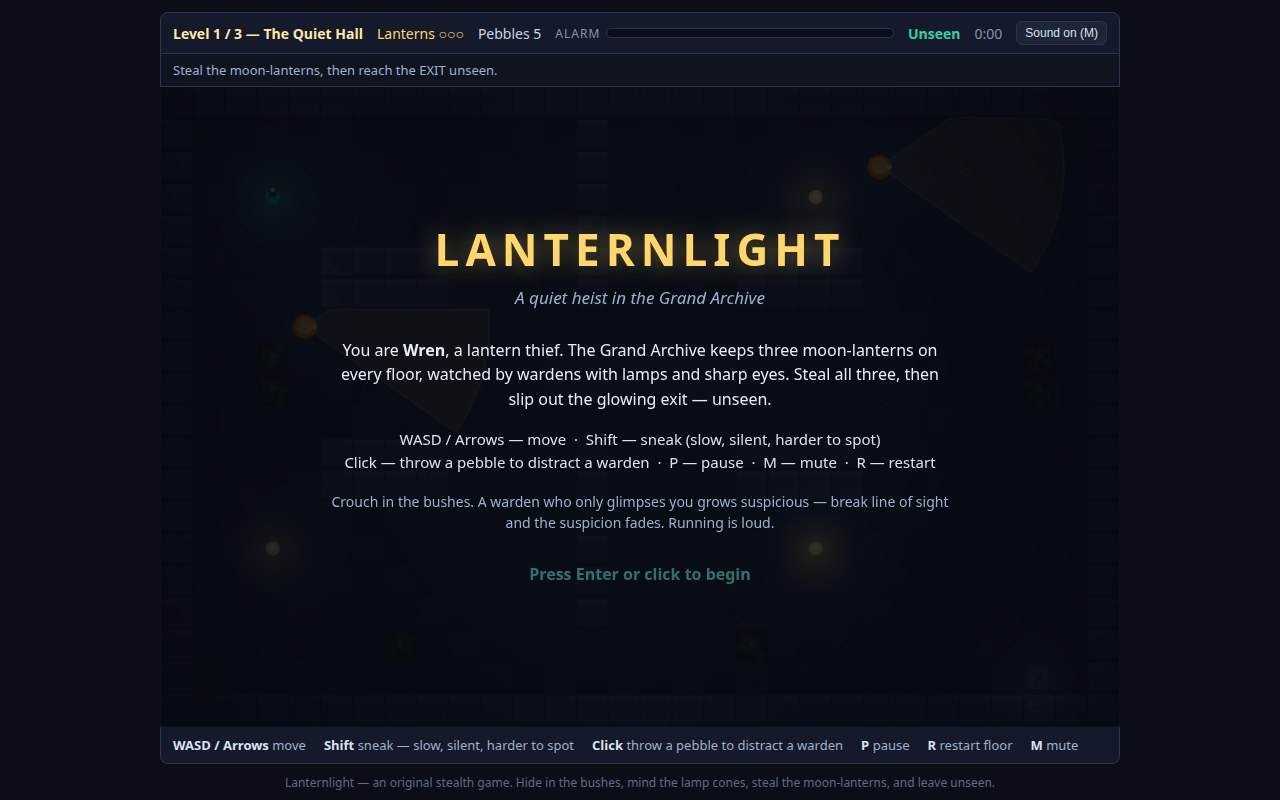 Level 1 / 3 — The Quiet Hall Lanterns ○○○ Pebbles 5 ALARM Unseen 0:00 Sound on (M)
Steal the moon-lanterns, then reach the EXIT unseen.
LANTERNLIGHT
A quiet heist in the Grand Archive
You are Wren, a lantern thief. The Grand Archive keeps three moon-lanterns on
every floor, watched by wardens with lamps and sharp eyes. Steal all three, then
slip out the glowing exit — unseen.
WASD / Arrows — move · Shift — sneak (slow, silent, harder to spot)
Click — throw a pebble to distract a warden · P — pause · M — mute · R — restart
Crouch in the bushes. A warden who only glimpses you grows suspicious — break line of sight
and the suspicion fades. Running is loud.
Press Enter or click to begin
WASD / Arrows move Shift sneak — slow, silent, harder to spot Click throw a pebble to distract a warden P pause R restart floor M mute
Lanternlight — an original stealth game. Hide in the bushes, mind the lamp cones, steal the moon-lanterns, and leave unseen.